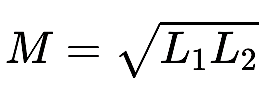 M = √L₁L₂